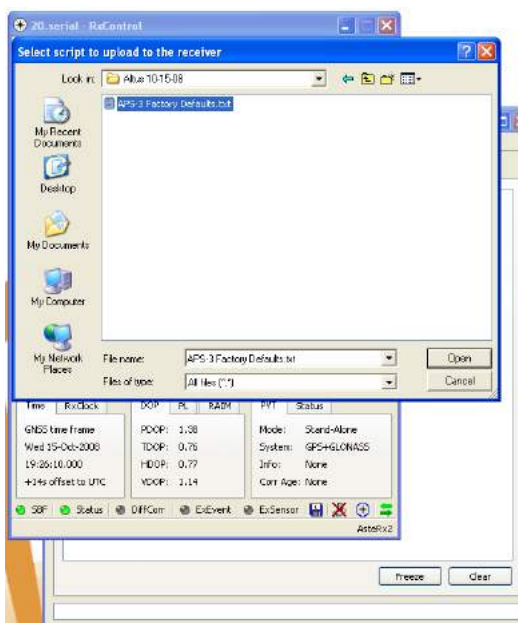 20.serial - RxControl
Select script to upload to the receiver
Look in: Altus 10-15-08
APS-3 Factory Defaults.txt
My Recent Documents
Desktop
My Documents
My Computer
My Network Places
File name: APS-3 Factory Defaults.txt Open
Files of type: All files (*.*) Cancel
Time RxClock DOP PL RAIM PVT Status
GNSS time frame PDOP: 1.38 Mode: Stand-Alone
Wed 15-Oct-2008 TDOP: 0.76 System: GPS+GLONASS
19:26:10.000 HDOP: 0.77 Info: None
+14s offset to UTC VDOP: 1.14 Corr Age: None
SBF Status DiffCorr ExEvent ExSensor
AsteRx2
Freeze Clear